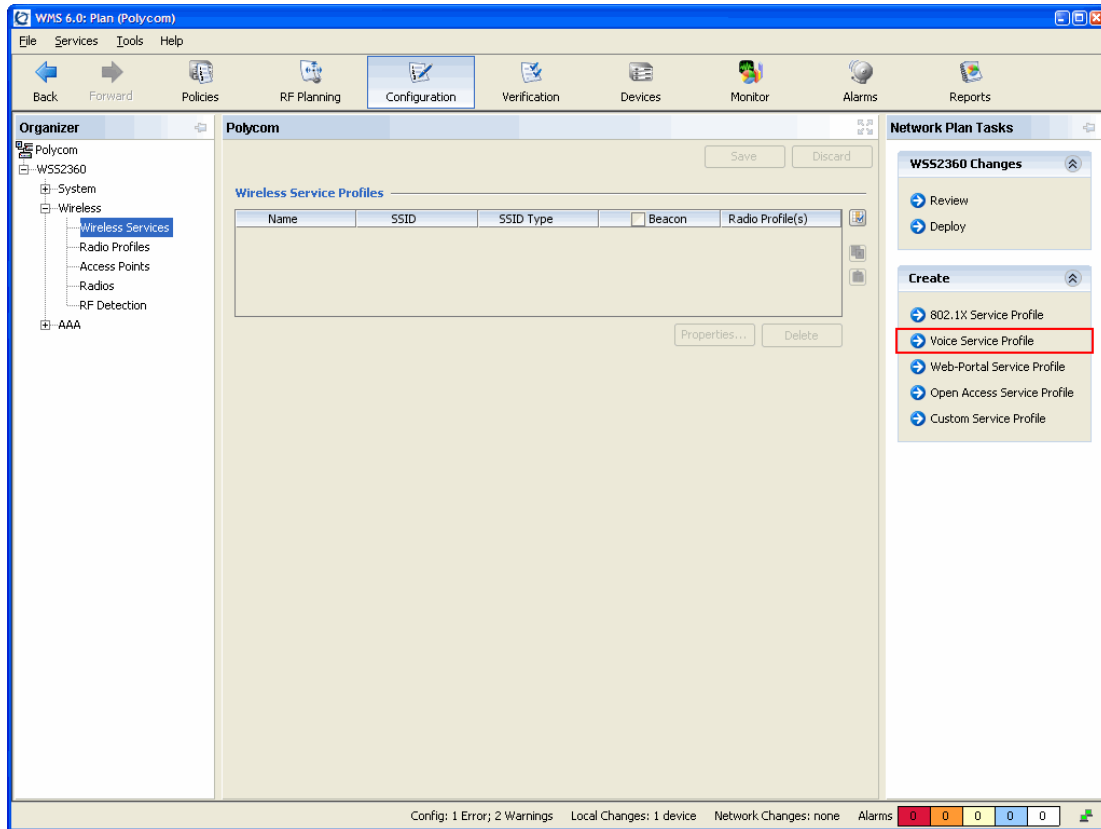 WMS 6.0: Plan (Polycom)
File Services Tools Help
Back Forward Policies RF Planning Configuration Verification Devices Monitor Alarms Reports
Organizer
Polycom
WSS2360
System
Wireless
Wireless Services
Radio Profiles
Access Points
Radios
RF Detection
AAA
Polycom
Save Discard
Wireless Service Profiles
Name SSID SSID Type Beacon Radio Profile(s)
Properties... Delete
Network Plan Tasks
WSS2360 Changes
Review
Deploy
Create
802.1X Service Profile
Voice Service Profile
Web-Portal Service Profile
Open Access Service Profile
Custom Service Profile
Config: 1 Error; 2 Warnings Local Changes: 1 device Network Changes: none Alarms 0 0 0 0 0